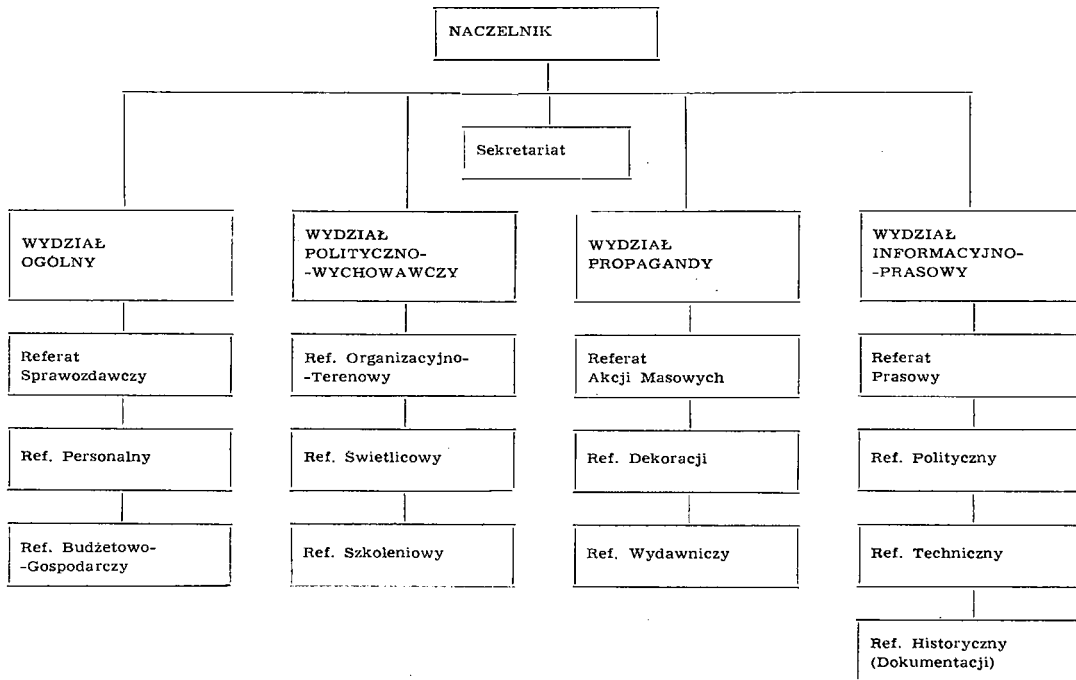 NACZELNIK
Sekretariat
WYDZIAŁ
OGÓLNY
WYDZIAŁ
POLITYCZNO-
-WYCHOWAWCZY
WYDZIAŁ
PROPAGANDY
WYDZIAŁ
INFORMACYJNO-
-PRASOWY
Referat
Sprawozdawczy
Ref. Organizacyjno-
-Terenowy
Referat
Akcji Masowych
Referat
Prasowy
Ref. Personalny
Ref. Świetlicowy
Ref. Dekoracji
Ref. Polityczny
Ref. Budżetowo-
-Gospodarczy
Ref. Szkoleniowy
Ref. Wydawniczy
Ref. Techniczny
Ref. Historyczny
(Dokumentacji)